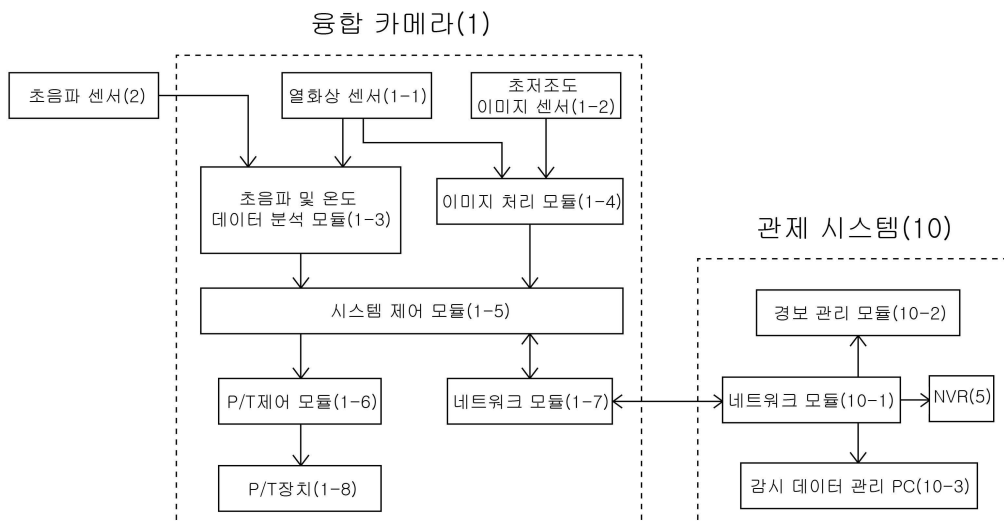 융합 카메라(1)
초음파 센서(2)
열화상 센서(1-1)
초저조도
이미지 센서(1-2)
초음파 및 온도
데이터 분석 모듈(1-3)
이미지 처리 모듈(1-4)
시스템 제어 모듈(1-5)
P/T제어 모듈(1-6)
네트워크 모듈(1-7)
P/T장치(1-8)
관제 시스템(10)
경보 관리 모듈(10-2)
네트워크 모듈(10-1)
NVR(5)
감시 데이터 관리 PC(10-3)